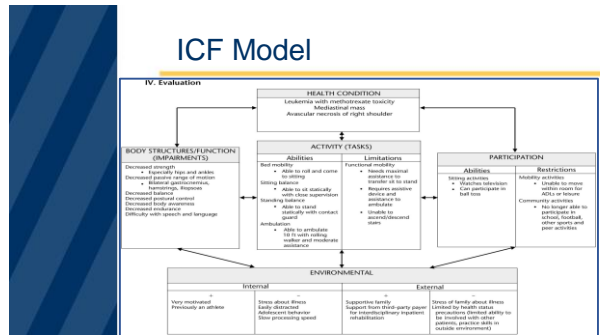 ICF Model
IV. Evaluation
HEALTH CONDITION
Leukemia with methotrexate toxicity
Mediastinal mass
Avascular necrosis of right shoulder
BODY STRUCTURES/FUNCTION
(IMPAIRMENTS)
Decreased strength
• Especially hips and ankles
Decreased passive range of motion
• Bilateral gastrocnemius,
hamstrings, iliopsoas
Decreased balance
Decreased postural control
Decreased body awareness
Decreased endurance
Difficulty with speech and language
ACTIVITY (TASKS)
Abilities
Bed mobility
• Able to roll and come
to sitting
Sitting balance
• Able to sit statically
with close supervision
Standing balance
• Able to stand
statically with contact
guard
Ambulation
• Able to ambulate
10 ft with rolling
walker and moderate
assistance
Limitations
Functional mobility
• Needs maximal
assistance to
transfer sit to stand
• Requires assistive
device and
assistance to
ambulate
• Unable to
ascend/descend
stairs
PARTICIPATION
Abilities
Sitting activities
• Watches television
• Can participate in
ball toss
Restrictions
Mobility activities
• Unable to move
within room for
ADLs or leisure
Community activities
• No longer able to
participate in
school, football,
other sports and
peer activities
ENVIRONMENTAL
Internal
+
Very motivated
Previously an athlete
–
Stress about illness
Easily distracted
Adolescent behavior
Slow processing speed
External
+
Supportive family
Support from third-party payer
for interdisciplinary inpatient
rehabilitation
–
Stress of family about illness
Limited by health status
precautions (limited ability to
be involved with other
patients, practice skills in
outside environment)